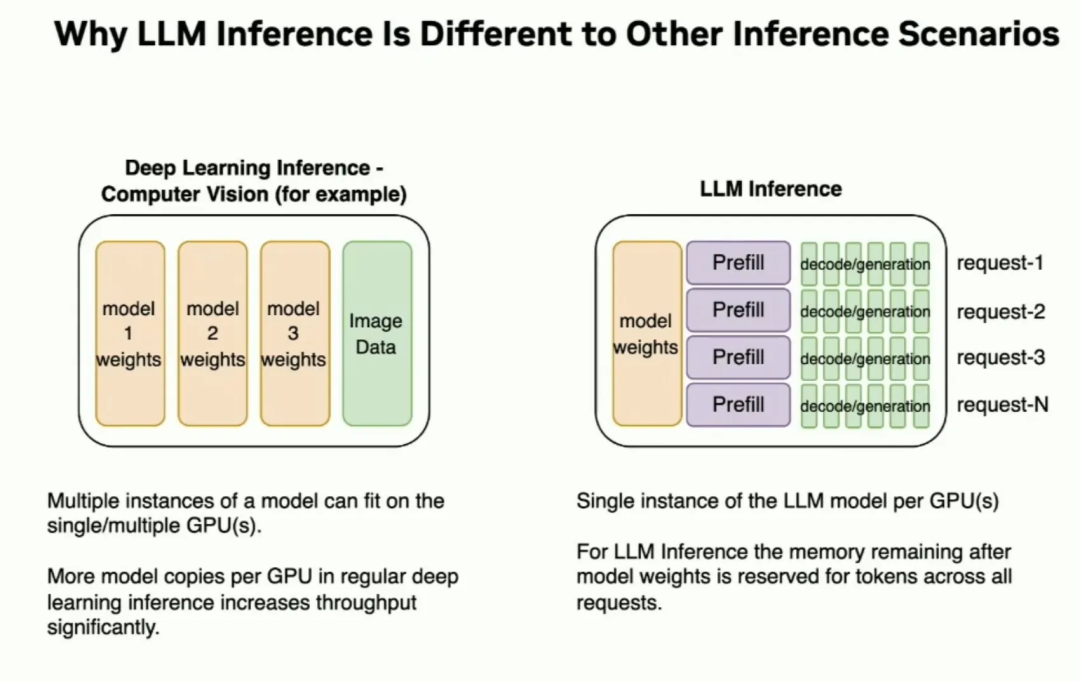 Why LLM Inference Is Different to Other Inference Scenarios
Deep Learning Inference -
Computer Vision (for example)
model
1
weights
model
2
weights
model
3
weights
Image
Data
Multiple instances of a model can fit on the
single/multiple GPU(s).
More model copies per GPU in regular deep
learning inference increases throughput
significantly.
LLM Inference
model
weights
Prefill
decode/generation
request-1
Prefill
decode/generation
request-2
Prefill
decode/generation
request-3
Prefill
decode/generation
request-N
Single instance of the LLM model per GPU(s)
For LLM Inference the memory remaining after
model weights is reserved for tokens across all
requests.